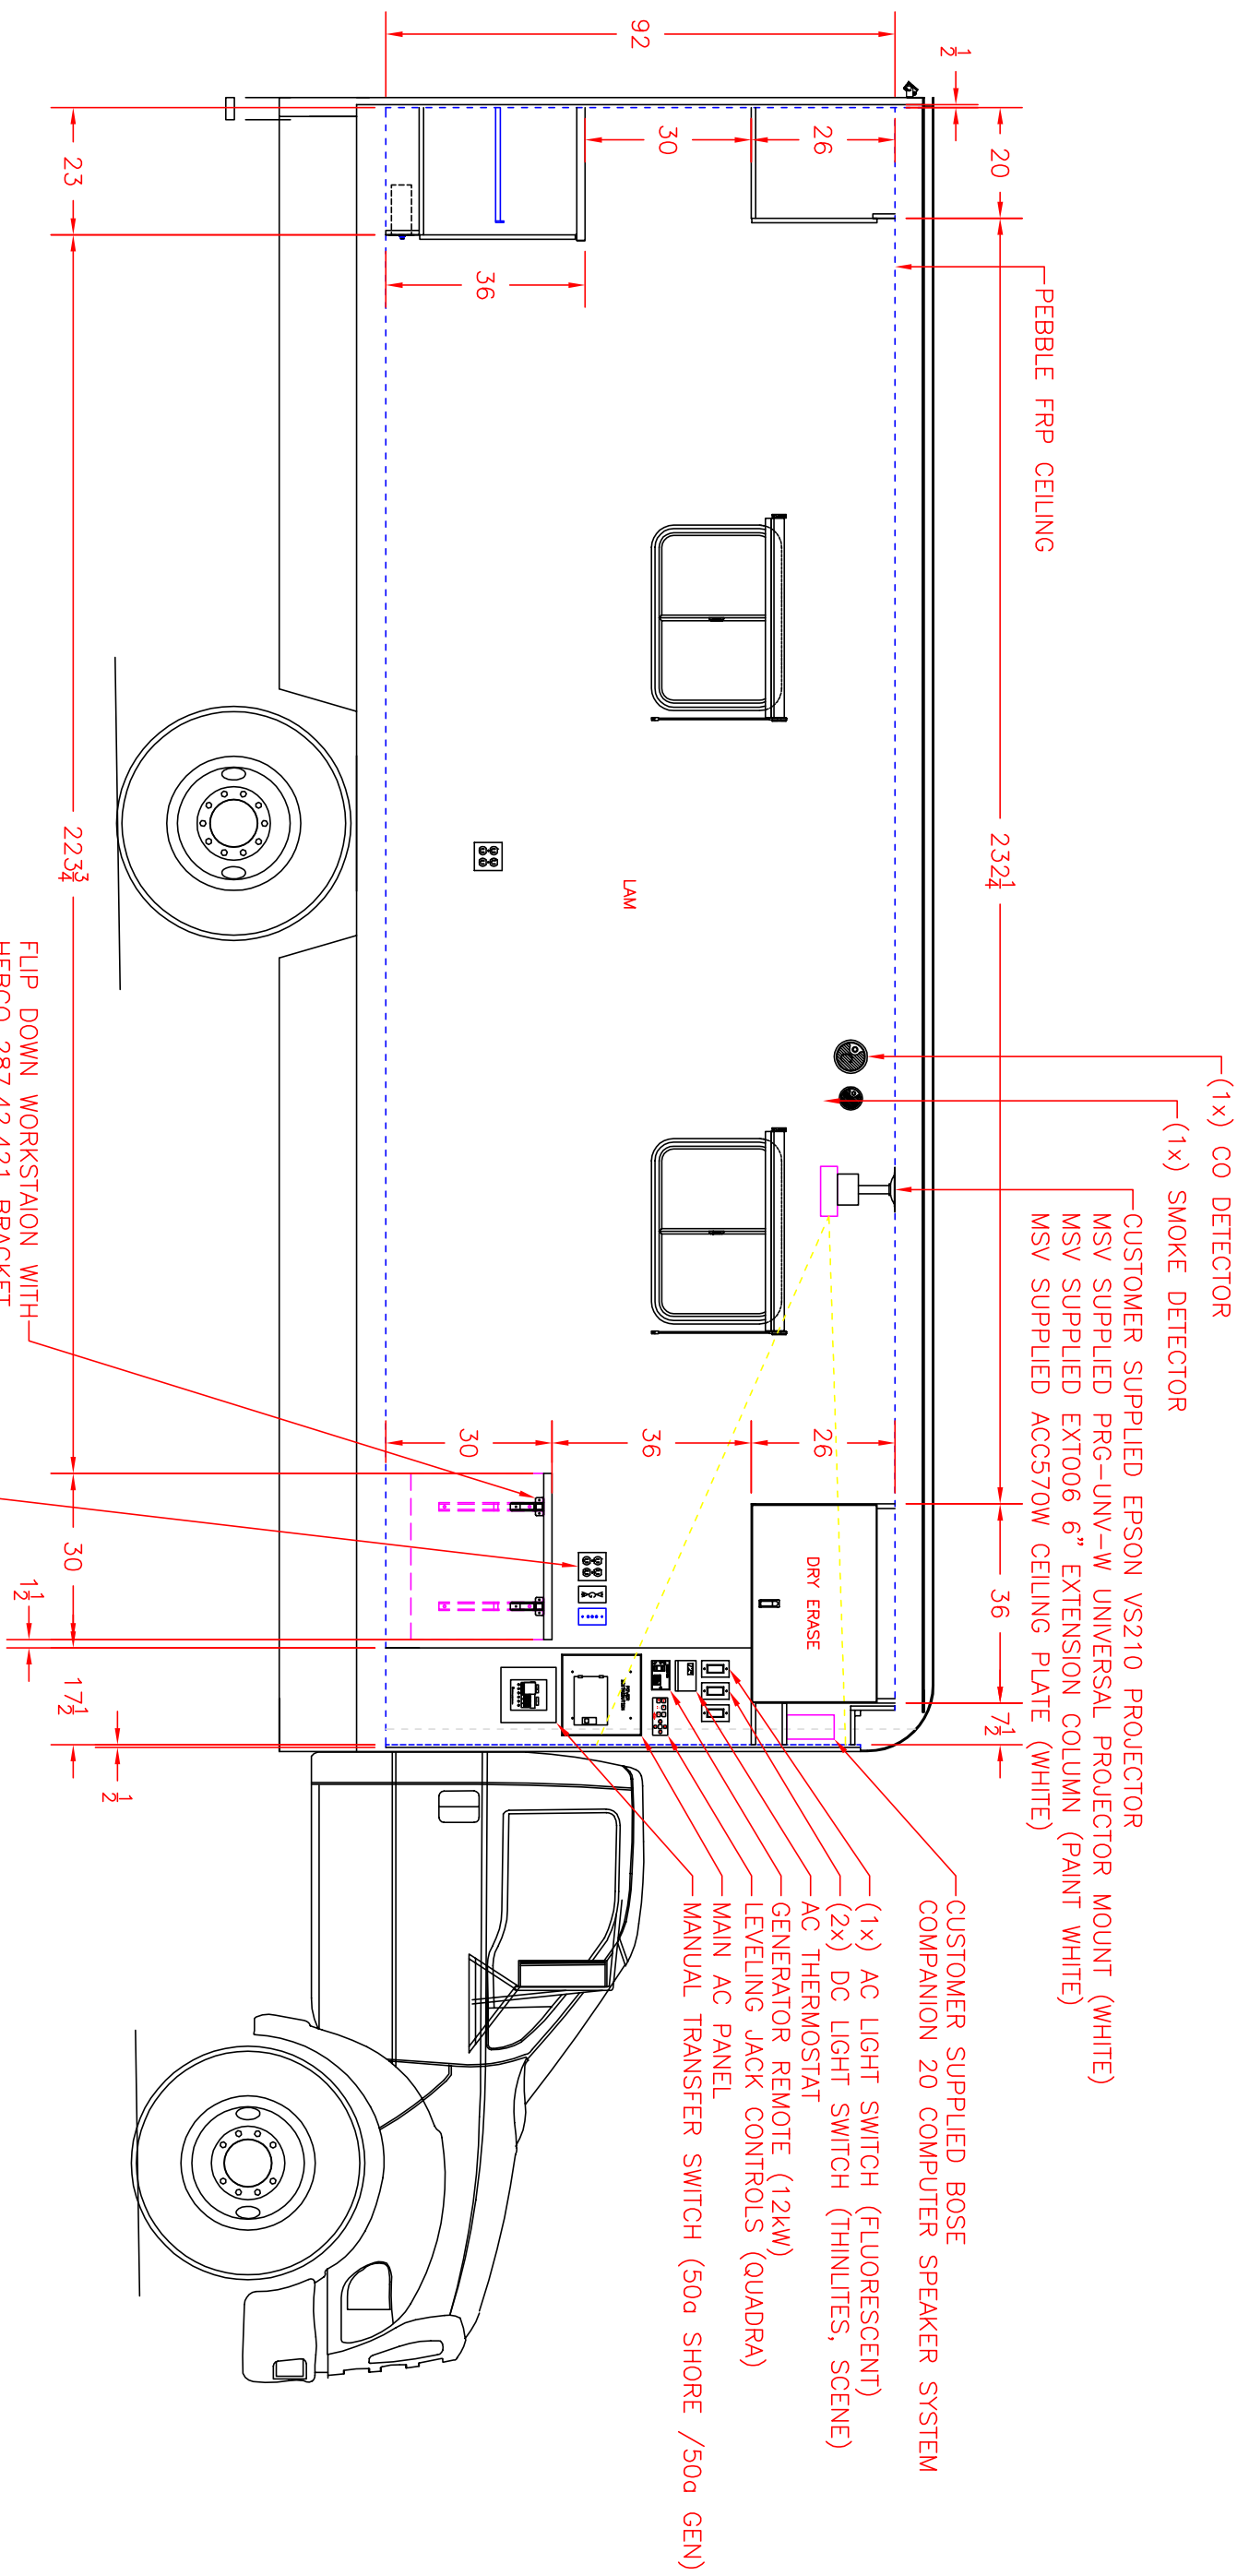 (1x) CO DETECTOR
(1x) SMOKE DETECTOR
CUSTOMER SUPPLIED EPSON VS210 PROJECTOR
MSV SUPPLIED PRG-UNV-W UNIVERSAL PROJECTOR MOUNT (WHITE)
MSV SUPPLIED EXT006 6" EXTENSION COLUMN (PAINT WHITE)
MSV SUPPLIED ACC570W CEILING PLATE (WHITE)
PEBBLE FRP CEILING
CUSTOMER SUPPLIED BOSE
COMPANION 20 COMPUTER SPEAKER SYSTEM
(1x) AC LIGHT SWITCH (FLUORESCENT)
(2x) DC LIGHT SWITCH (THINLITES, SCENE)
AC THERMOSTAT
GENERATOR REMOTE (12kW)
LEVELING JACK CONTROLS (QUADRA)
MAIN AC PANEL
MANUAL TRANSFER SWITCH (50a SHORE /50a GEN)
1/2
20
232 1/4
36
7 1/2
92
26
30
36
26
36
30
DRY ERASE
LAM
23
223 3/4
30
1 1/2
17 1/2
1/2
FLIP DOWN WORKSTAION WITH
HEBCO 287.42.421 BRACKET